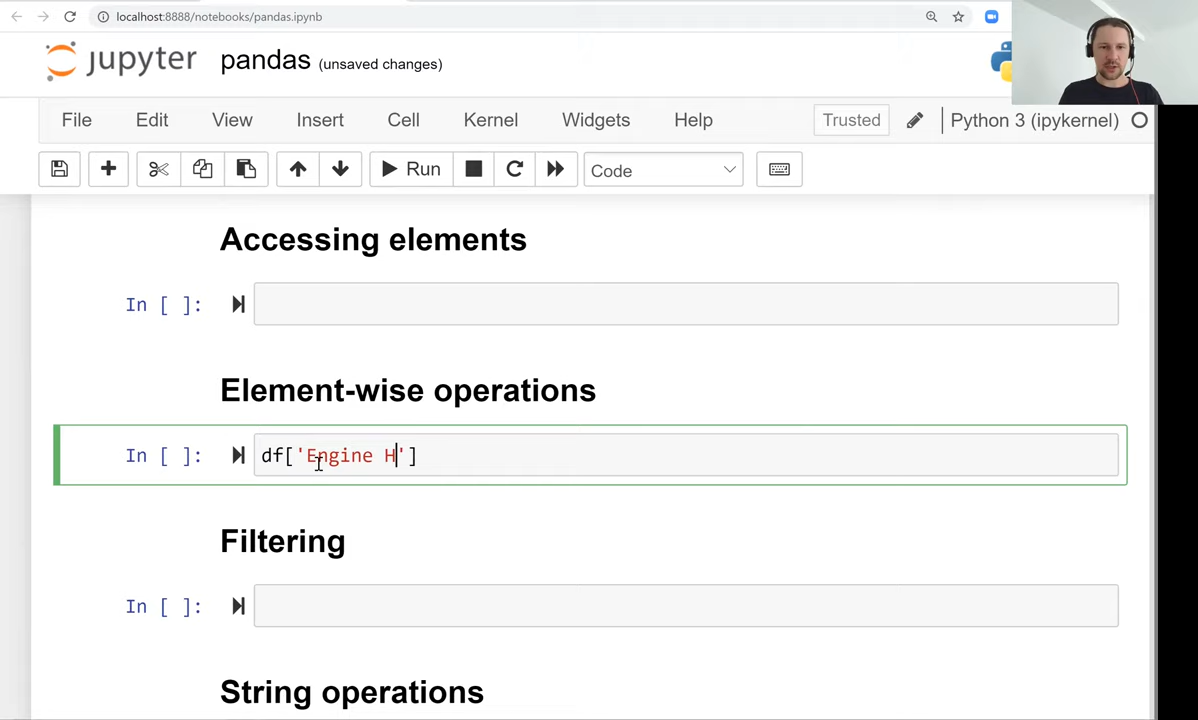 localhost:8888/notebooks/pandas.ipynb
jupyter pandas (unsaved changes)
File Edit View Insert Cell Kernel Widgets Help Trusted Python 3 (ipykernel)
Run Code
Accessing elements
In [ ]:
Element-wise operations
In [ ]: df['Engine H']
Filtering
In [ ]:
String operations